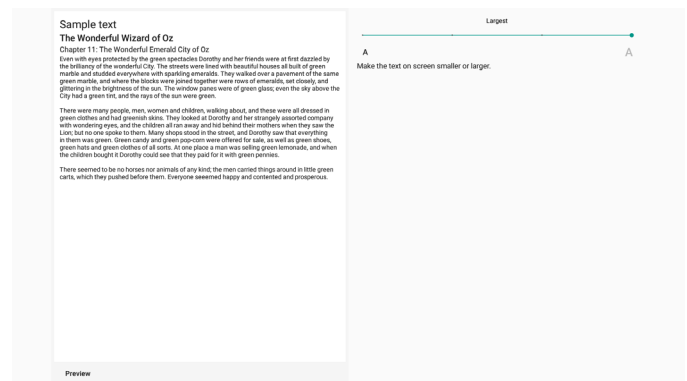 Sample text
The Wonderful Wizard of Oz
Chapter 11: The Wonderful Emerald City of Oz
Even with eyes protected by the green spectacles Dorothy and her friends were at first dazzled by
the brilliancy of the wonderful City. The streets were lined with beautiful houses all built of green
marble and studded everywhere with sparkling emeralds. They walked over a pavement of the same
green marble, and where the blocks were joined together were rows of emeralds, set closely, and
glittering in the brightness of the sun. The window panes were of green glass; even the sky above the
City had a green tint, and the rays of the sun were green.
There were many people, men, women and children, walking about, and these were all dressed in
green clothes and had greenish skins. They looked at Dorothy and her strangely assorted company
with wondering eyes, and the children all ran away and hid behind their mothers when they saw the
Lion; but no one spoke to them. Many shops stood in the street, and Dorothy saw that everything
in them was green. Green candy and green pop-corn were offered for sale, as well as green shoes,
green hats and green clothes of all sorts. At one place a man was selling green lemonade, and when
the children bought it Dorothy could see that they paid for it with green pennies.
There seemed to be no horses nor animals of any kind; the men carried things around in little green
carts, which they pushed before them. Everyone seeemed happy and contented and prosperous.
Preview
Largest
A A
Make the text on screen smaller or larger.